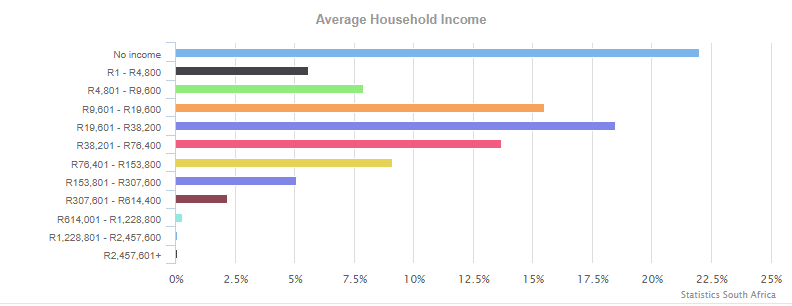 Average Household Income
No income
R1 - R4,800
R4,801 - R9,600
R9,601 - R19,600
R19,601 - R38,200
R38,201 - R76,400
R76,401 - R153,800
R153,801 - R307,600
R307,601 - R614,400
R614,001 - R1,228,800
R1,228,801 - R2,457,600
R2,457,601+
0% 2.5% 5% 7.5% 10% 12.5% 15% 17.5% 20% 22.5% 25%
Statistics South Africa